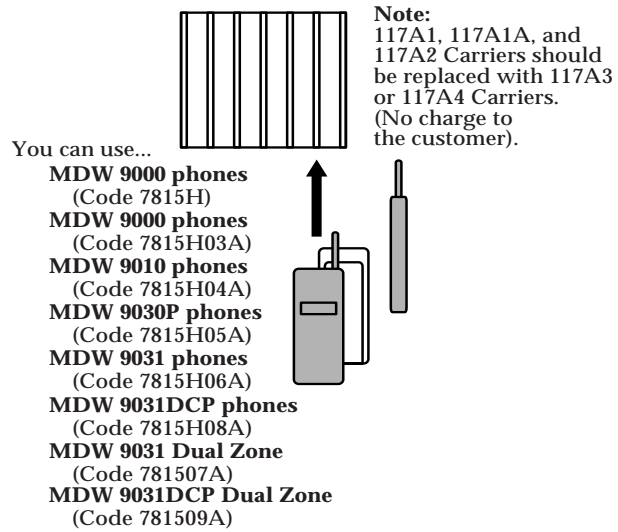 Note:
117A1, 117A1A, and
117A2 Carriers should
be replaced with 117A3
or 117A4 Carriers.
(No charge to
the customer).
You can use...
MDW 9000 phones
(Code 7815H)
MDW 9000 phones
(Code 7815H03A)
MDW 9010 phones
(Code 7815H04A)
MDW 9030P phones
(Code 7815H05A)
MDW 9031 phones
(Code 7815H06A)
MDW 9031DCP phones
(Code 7815H08A)
MDW 9031 Dual Zone
(Code 781507A)
MDW 9031DCP Dual Zone
(Code 781509A)